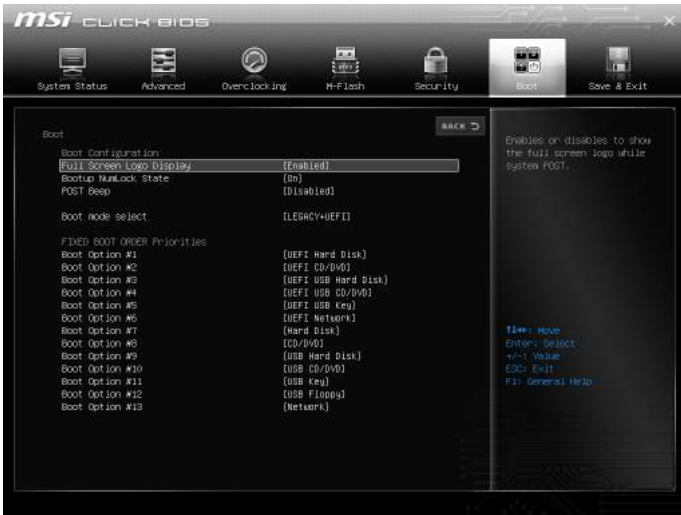 msi CLICK BIOS
×
System Status Advanced Overclocking M-Flash Security Boot Save & Exit
Boot
BACK
Boot Configuration
Full Screen Logo Display [Enabled]
Bootup NumLock State [On]
POST Beep [Disabled]
Boot mode select [LEGACY+UEFI]
FIXED BOOT ORDER Priorities
Boot Option #1 [UEFI Hard Disk]
Boot Option #2 [UEFI CD/DVD]
Boot Option #3 [UEFI USB Hard Disk]
Boot Option #4 [UEFI USB CD/DVD]
Boot Option #5 [UEFI USB Key]
Boot Option #6 [UEFI Network]
Boot Option #7 [Hard Disk]
Boot Option #8 [CD/DVD]
Boot Option #9 [USB Hard Disk]
Boot Option #10 [USB CD/DVD]
Boot Option #11 [USB Key]
Boot Option #12 [USB Floppy]
Boot Option #13 [Network]
Enables or disables to show
the full screen logo while
system POST.
↑↓←→: Move
Enter: Select
+/-: Value
ESC: Exit
F1: General Help